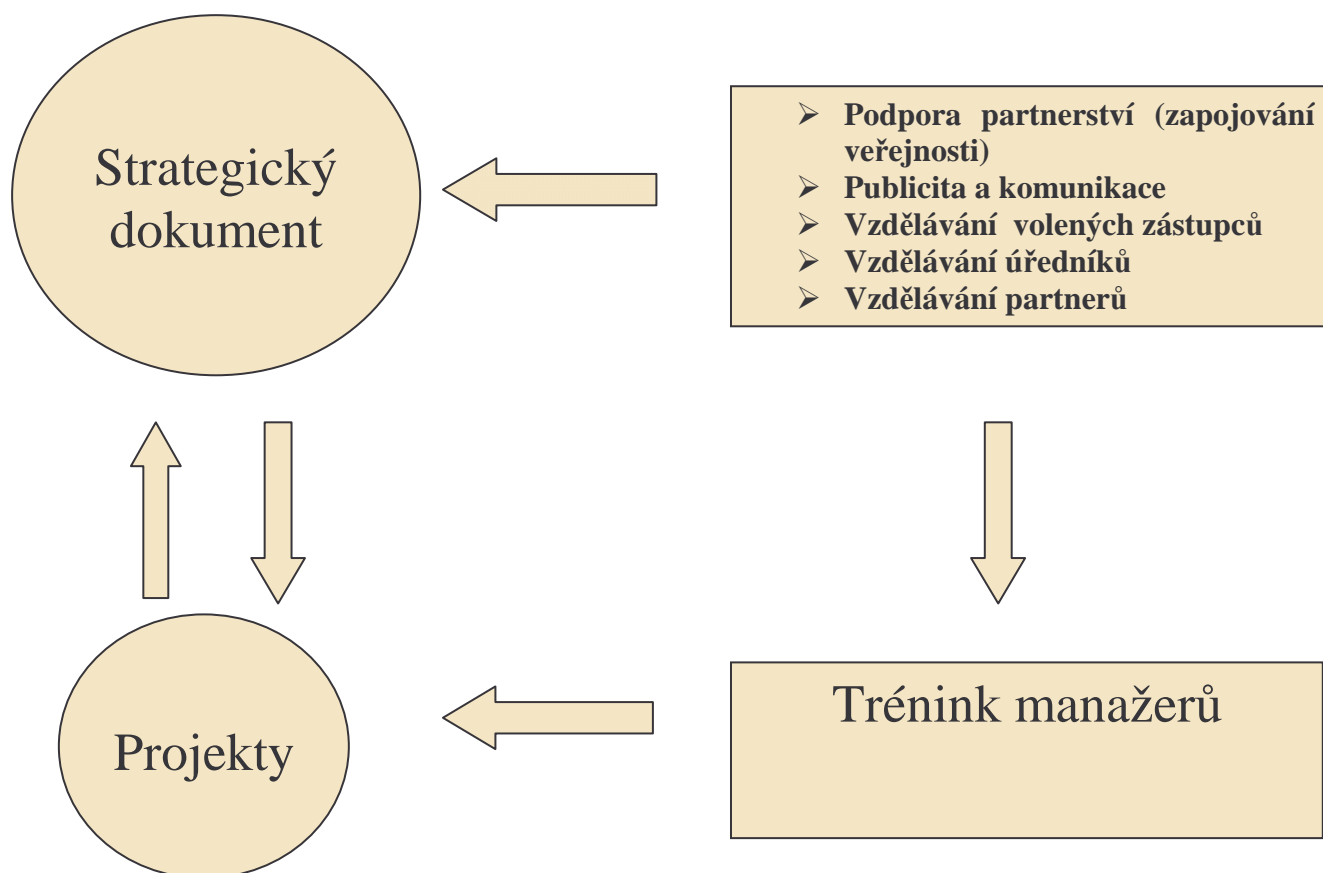 Strategický
dokument
➢ Podpora partnerství (zapojování
veřejnosti)
➢ Publicita a komunikace
➢ Vzdělávání volených zástupců
➢ Vzdělávání úředníků
➢ Vzdělávání partnerů
Projekty
Trénink manažerů